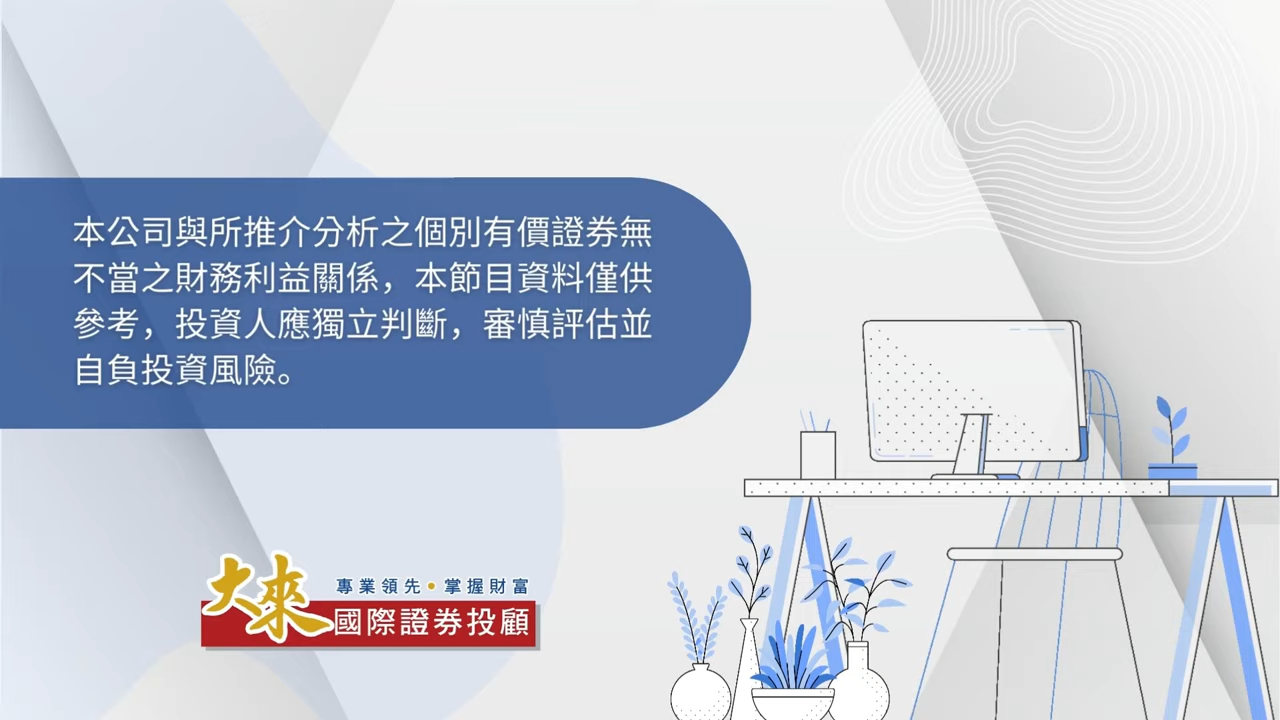 本公司與所推介分析之個別有價證券無
不當之財務利益關係，本節目資料僅供
參考，投資人應獨立判斷，審慎評估並
自負投資風險。
大來
專業領先•掌握財富
國際證券投顧